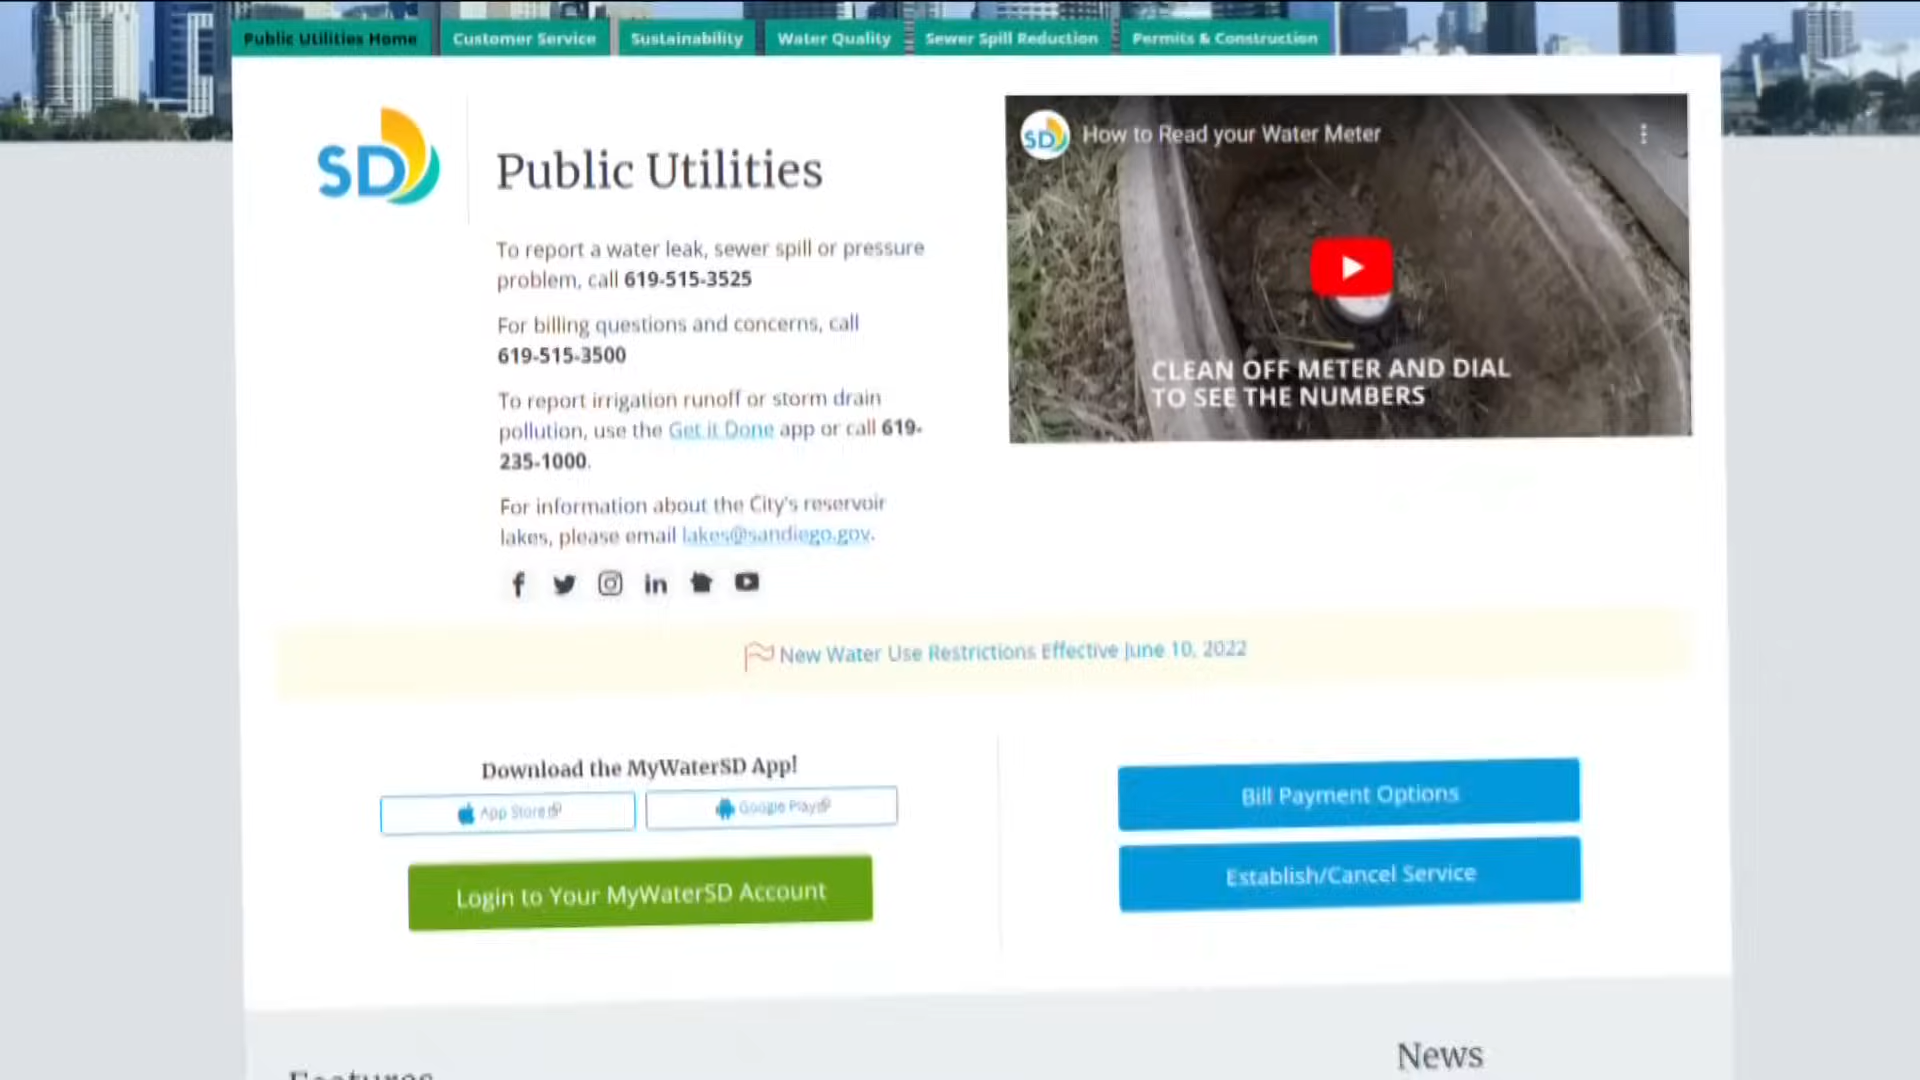 Public Utilities Home
Customer Service
Sustainability
Water Quality
Sewer Spill Reduction
Permits & Construction
SD
Public Utilities
To report a water leak, sewer spill or pressure
problem, call 619-515-3525
For billing questions and concerns, call
619-515-3500
To report irrigation runoff or storm drain
pollution, use the Get it Done app or call 619-
235-1000.
For information about the City's reservoir
lakes, please email lakes@sandiego.gov.
SD
How to Read your Water Meter
CLEAN OFF METER AND DIAL
TO SEE THE NUMBERS
New Water Use Restrictions Effective June 10, 2022
Download the MyWaterSD App!
App Store
Google Play
Login to Your MyWaterSD Account
Bill Payment Options
Establish/Cancel Service
Features
News